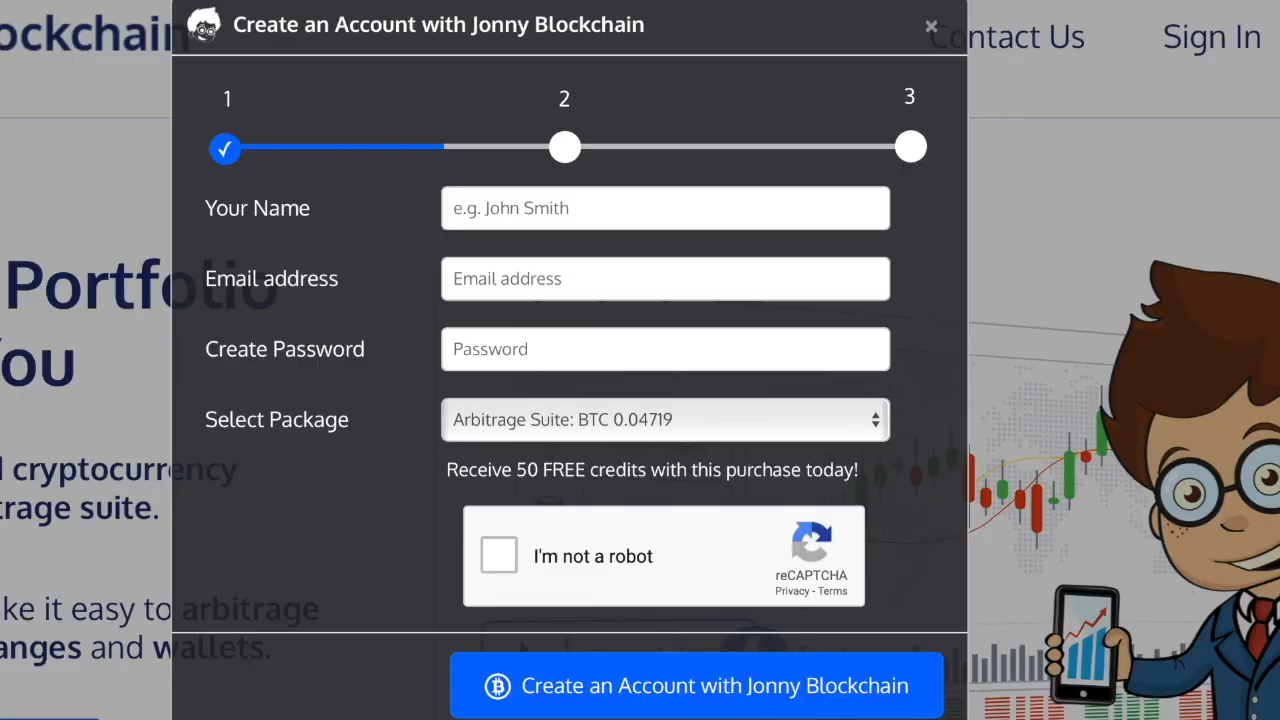 ockchain
Create an Account with Jonny Blockchain
×
Contact Us
Sign In
1
2
3
Your Name
e.g. John Smith
Portfolio
Email address
Email address
You
Create Password
Password
Select Package
Arbitrage Suite: BTC 0.04719
cryptocurrency
Receive 50 FREE credits with this purchase today!
trage suite.
I'm not a robot
reCAPTCHA
Privacy - Terms
ke it easy to arbitrage
anges and wallets.
Create an Account with Jonny Blockchain